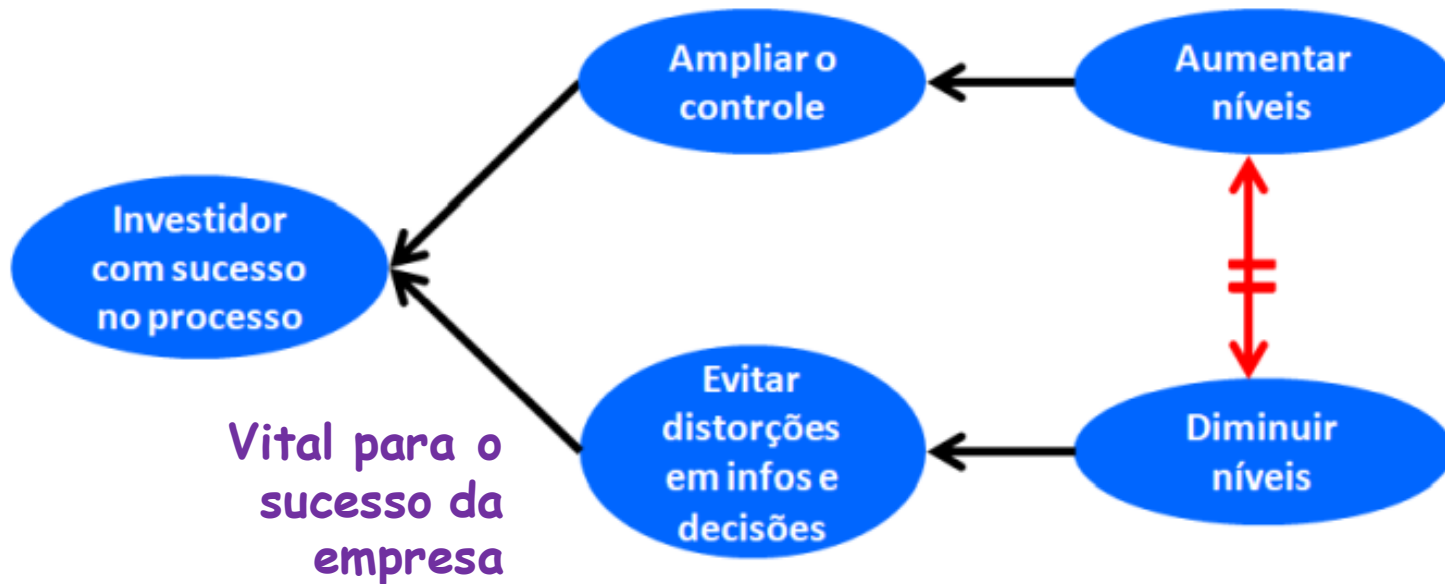 Ampliar o
controle
Aumentar
níveis
Investidor
com sucesso
no processo
Vital para o
sucesso da
empresa
Evitar
distorções
em infos e
decisões
Diminuir
níveis